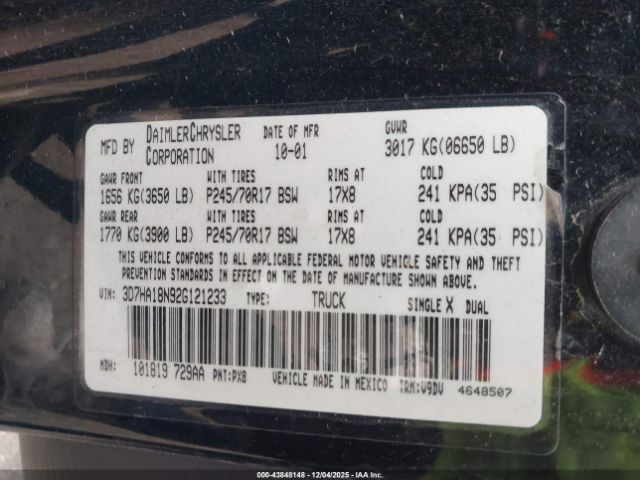 MFD BY DAIMLERCHRYSLER CORPORATION DATE OF MFR 10-01 GVWR 3017 KG(06650 LB)
GAWR FRONT WITH TIRES RIMS AT COLD
1656 KG(3650 LB) P245/70R17 BSW 17X8 241 KPA(35 PSI)
GAWR REAR WITH TIRES RIMS AT COLD
1770 KG(3900 LB) P245/70R17 BSW 17X8 241 KPA(35 PSI)
THIS VEHICLE CONFORMS TO ALL APPLICABLE FEDERAL MOTOR VEHICLE SAFETY AND THEFT
PREVENTION STANDARDS IN EFFECT ON THE DATE OF MANUFACTURE SHOWN ABOVE.
VIN: 3D7HA18N92G121233 TYPE: TRUCK SINGLE X DUAL
MDH: 101819 729AA PNT:PX8 VEHICLE MADE IN MEXICO TRM:V9DV 4648507
00-43848148 - 12/04/2025 - IAA Inc.